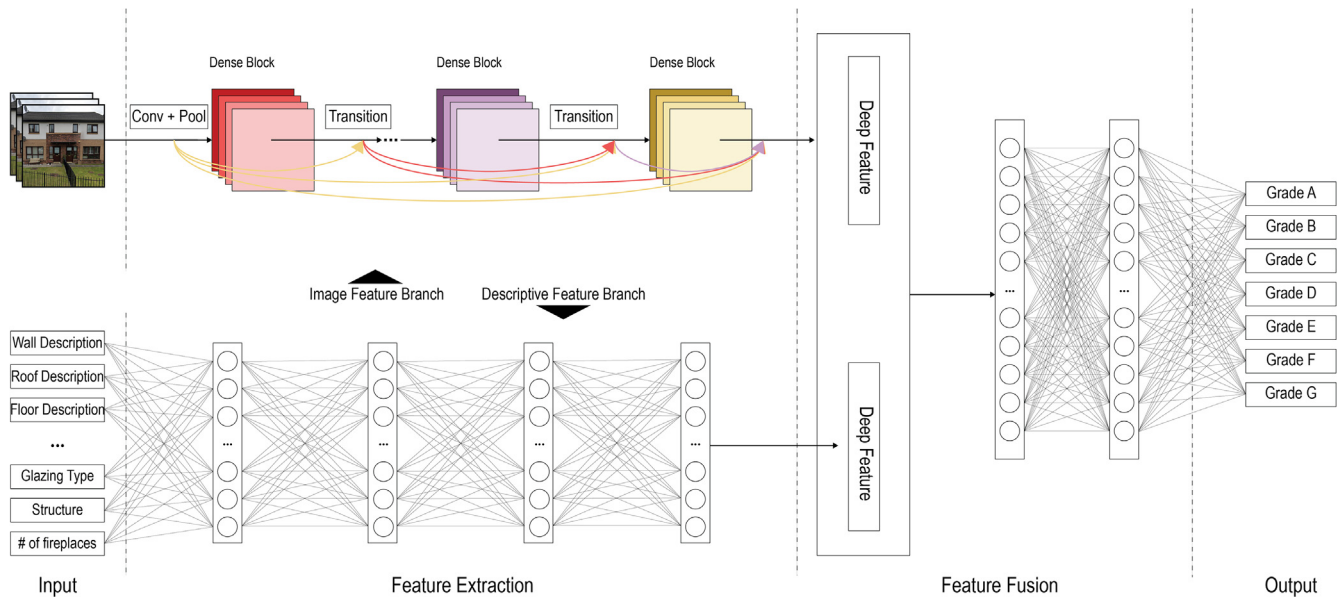 Dense Block
Dense Block
Dense Block
Conv + Pool
Transition
...
Transition
Deep Feature
Image Feature Branch
Descriptive Feature Branch
Wall Description
Roof Description
Floor Description
...
Glazing Type
Structure
# of fireplaces
...
...
...
...
Deep Feature
...
...
Grade A
Grade B
Grade C
Grade D
Grade E
Grade F
Grade G
Input
Feature Extraction
Feature Fusion
Output